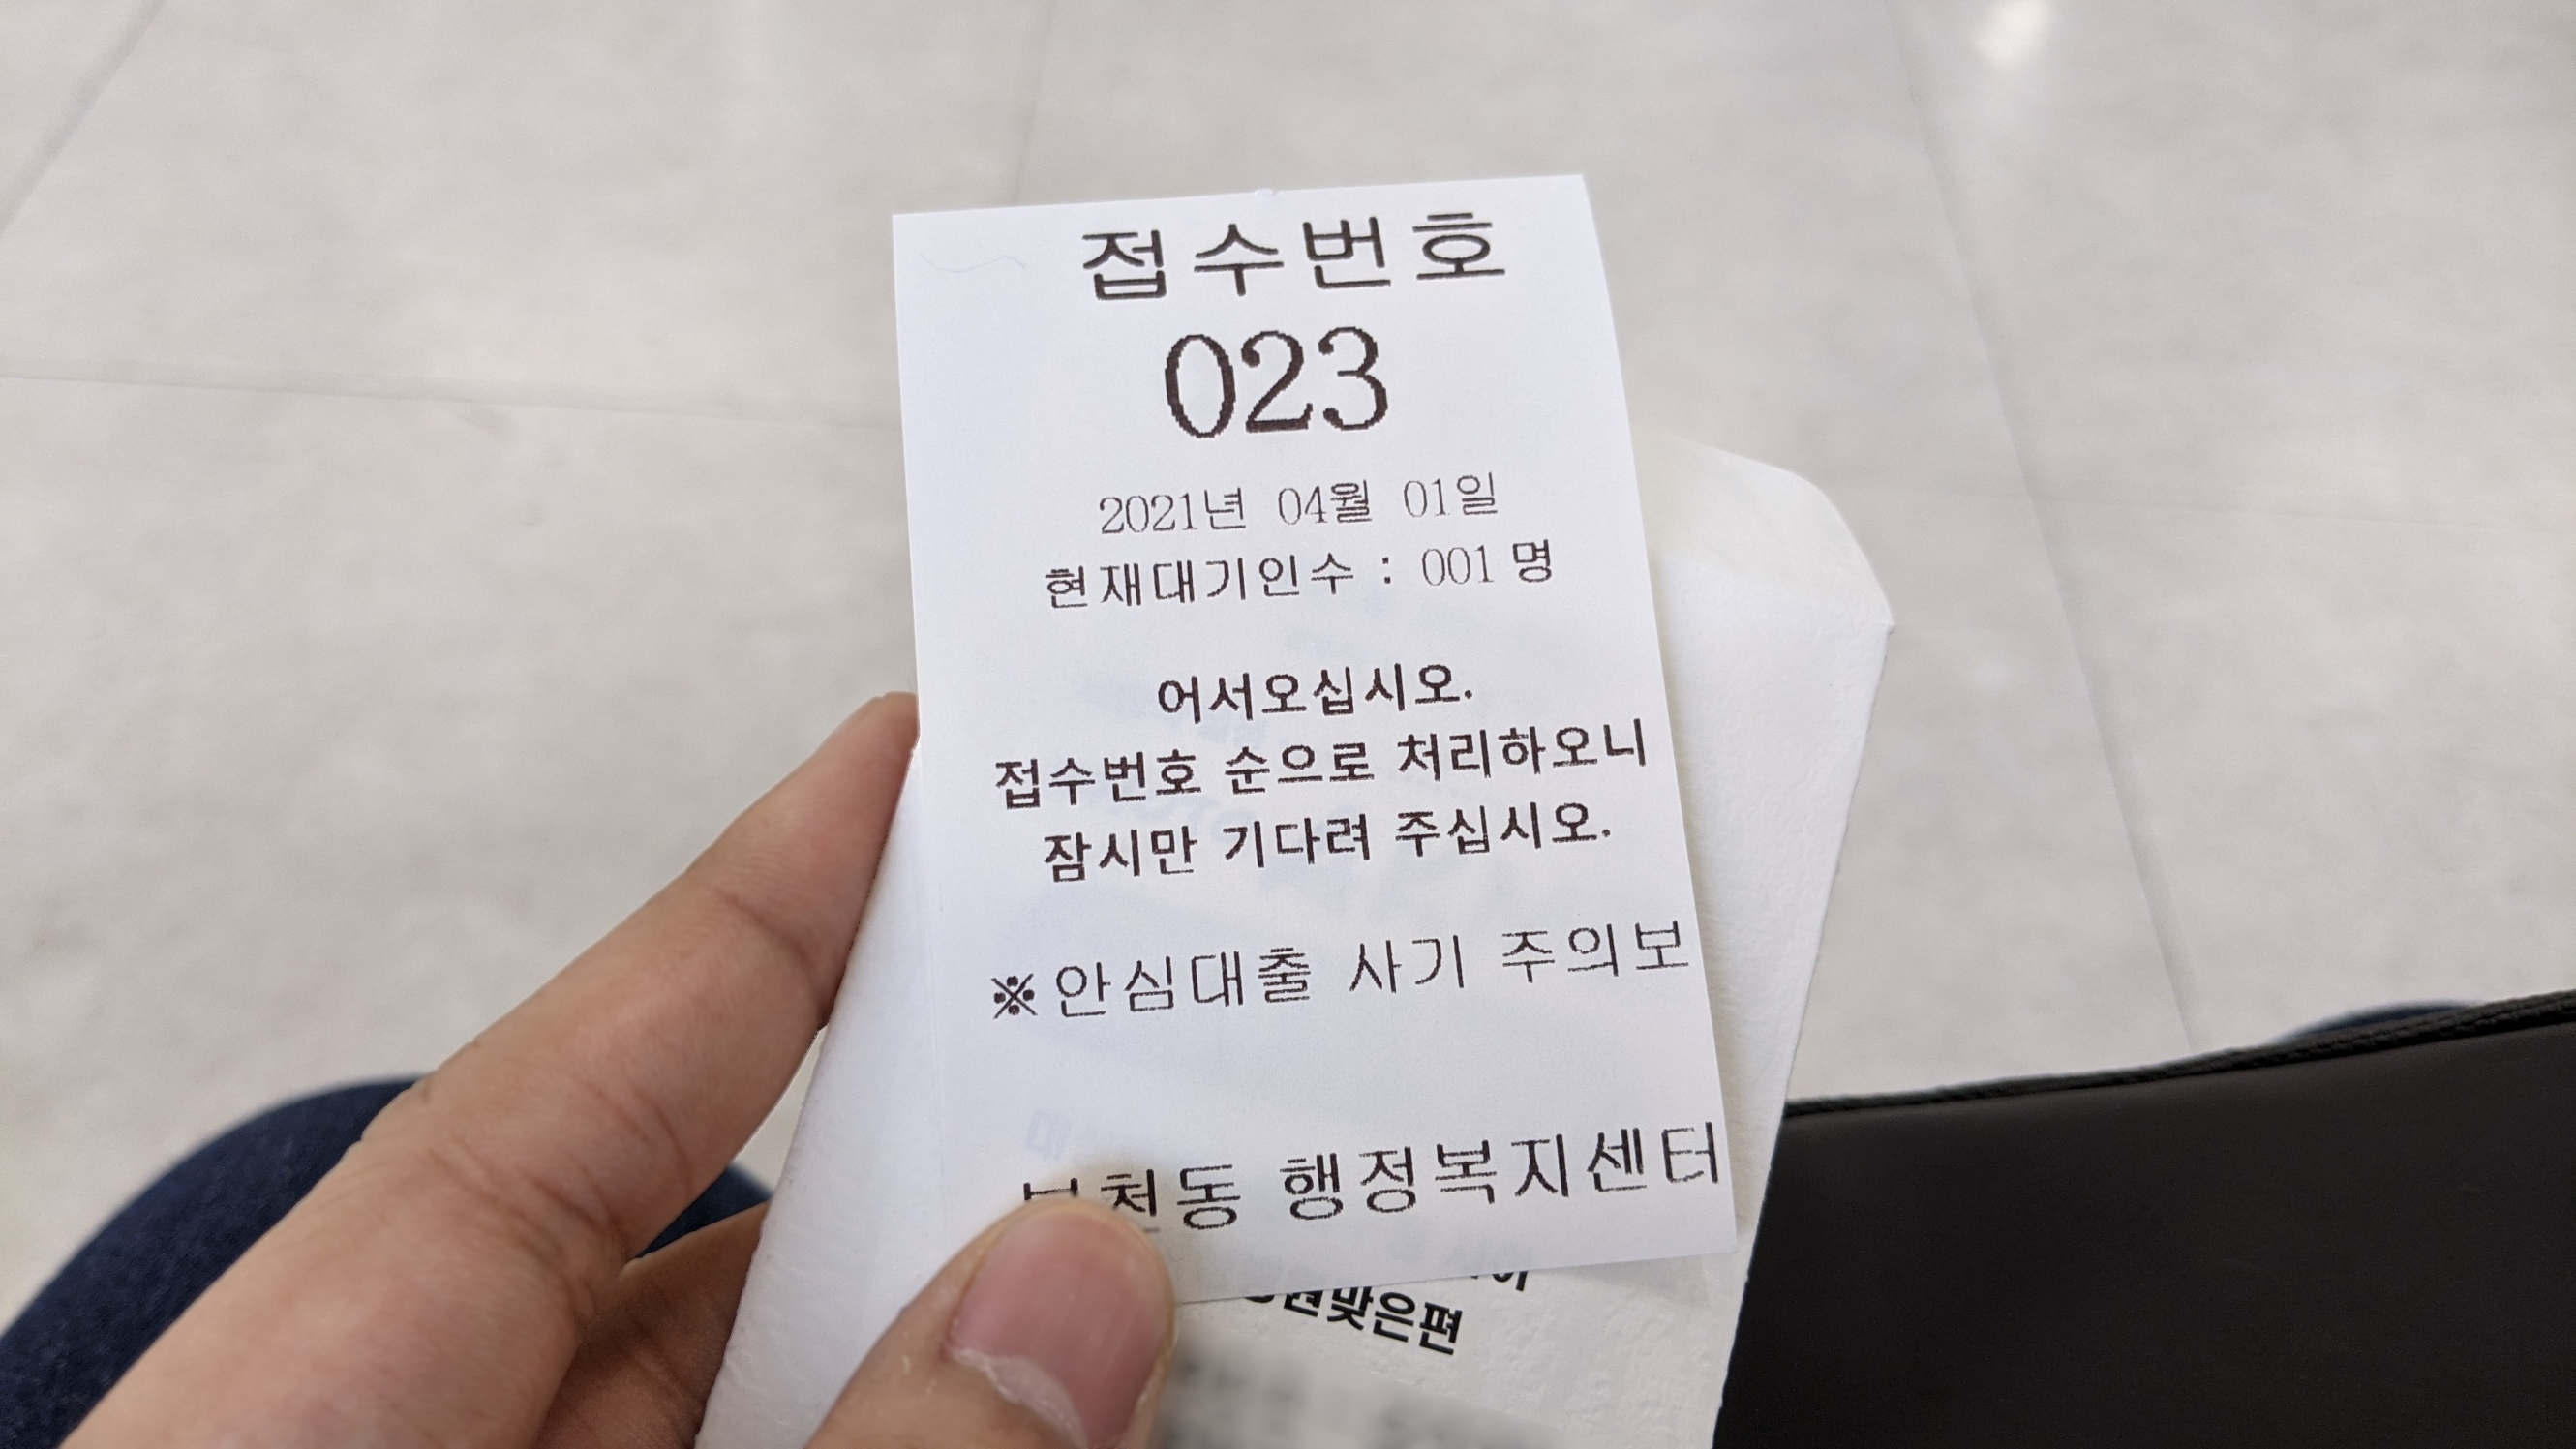 접수번호
023
2021년 04월 01일
현재대기인수 : 001 명
어서오십시오.
접수번호 순으로 처리하오니
잠시만 기다려 주십시오.
※안심대출 사기 주의보
행정복지센터
맞은편